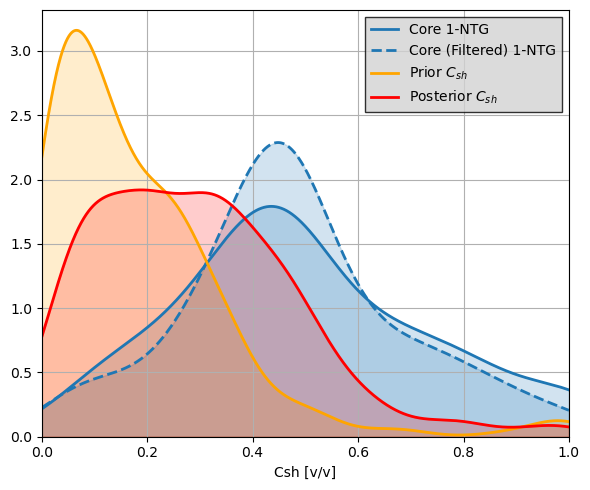 Core 1-NTG
Core (Filtered) 1-NTG
Prior C_sh
Posterior C_sh
3.0
2.5
2.0
1.5
1.0
0.5
0.0
0.0 0.2 0.4 0.6 0.8 1.0
Csh [v/v]